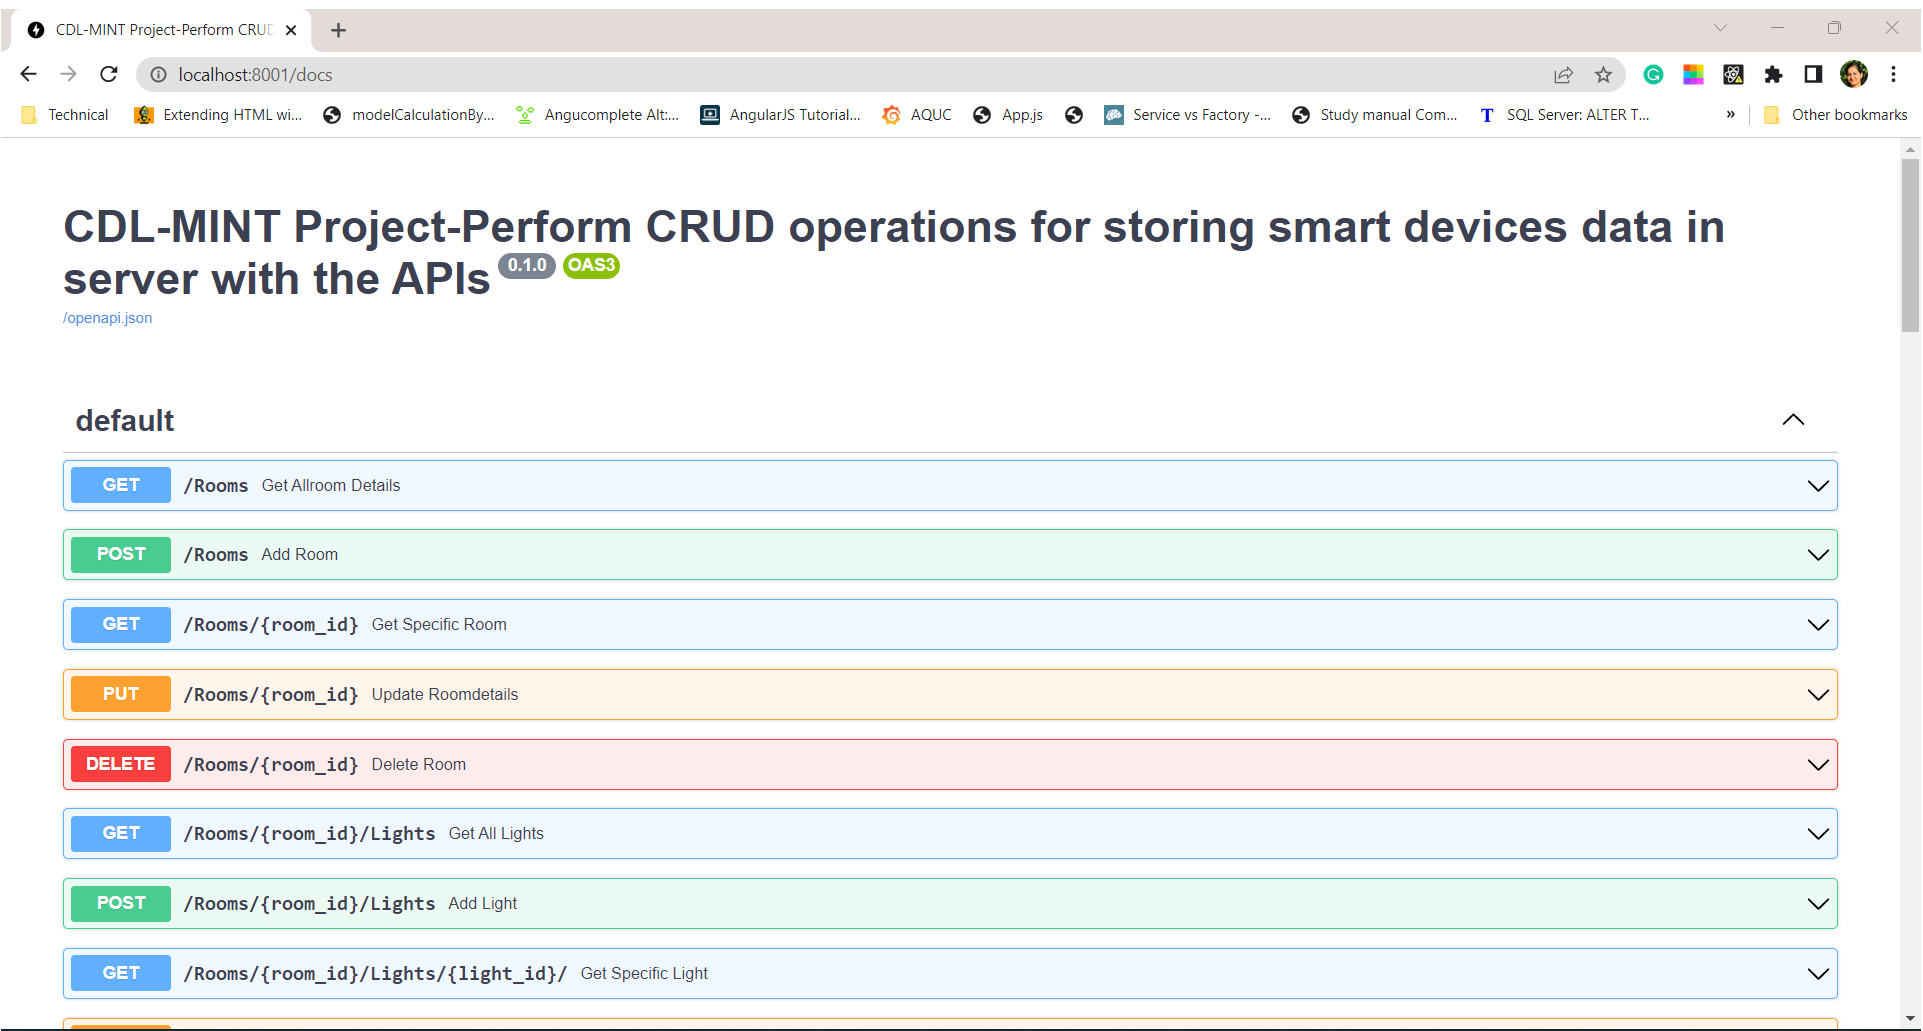 CDL-MINT Project-Perform CRUD
localhost:8001/docs
Technical Extending HTML wi... modelCalculationBy... Angucomplete Alt:... AngularJS Tutorial... AQUC App.js Service vs Factory -... Study manual Com... T SQL Server: ALTER T... » Other bookmarks
CDL-MINT Project-Perform CRUD operations for storing smart devices data in
server with the APIs 0.1.0 OAS3
/openapi.json
default
GET /Rooms Get Allroom Details
POST /Rooms Add Room
GET /Rooms/{room_id} Get Specific Room
PUT /Rooms/{room_id} Update Roomdetails
DELETE /Rooms/{room_id} Delete Room
GET /Rooms/{room_id}/Lights Get All Lights
POST /Rooms/{room_id}/Lights Add Light
GET /Rooms/{room_id}/Lights/{light_id}/ Get Specific Light